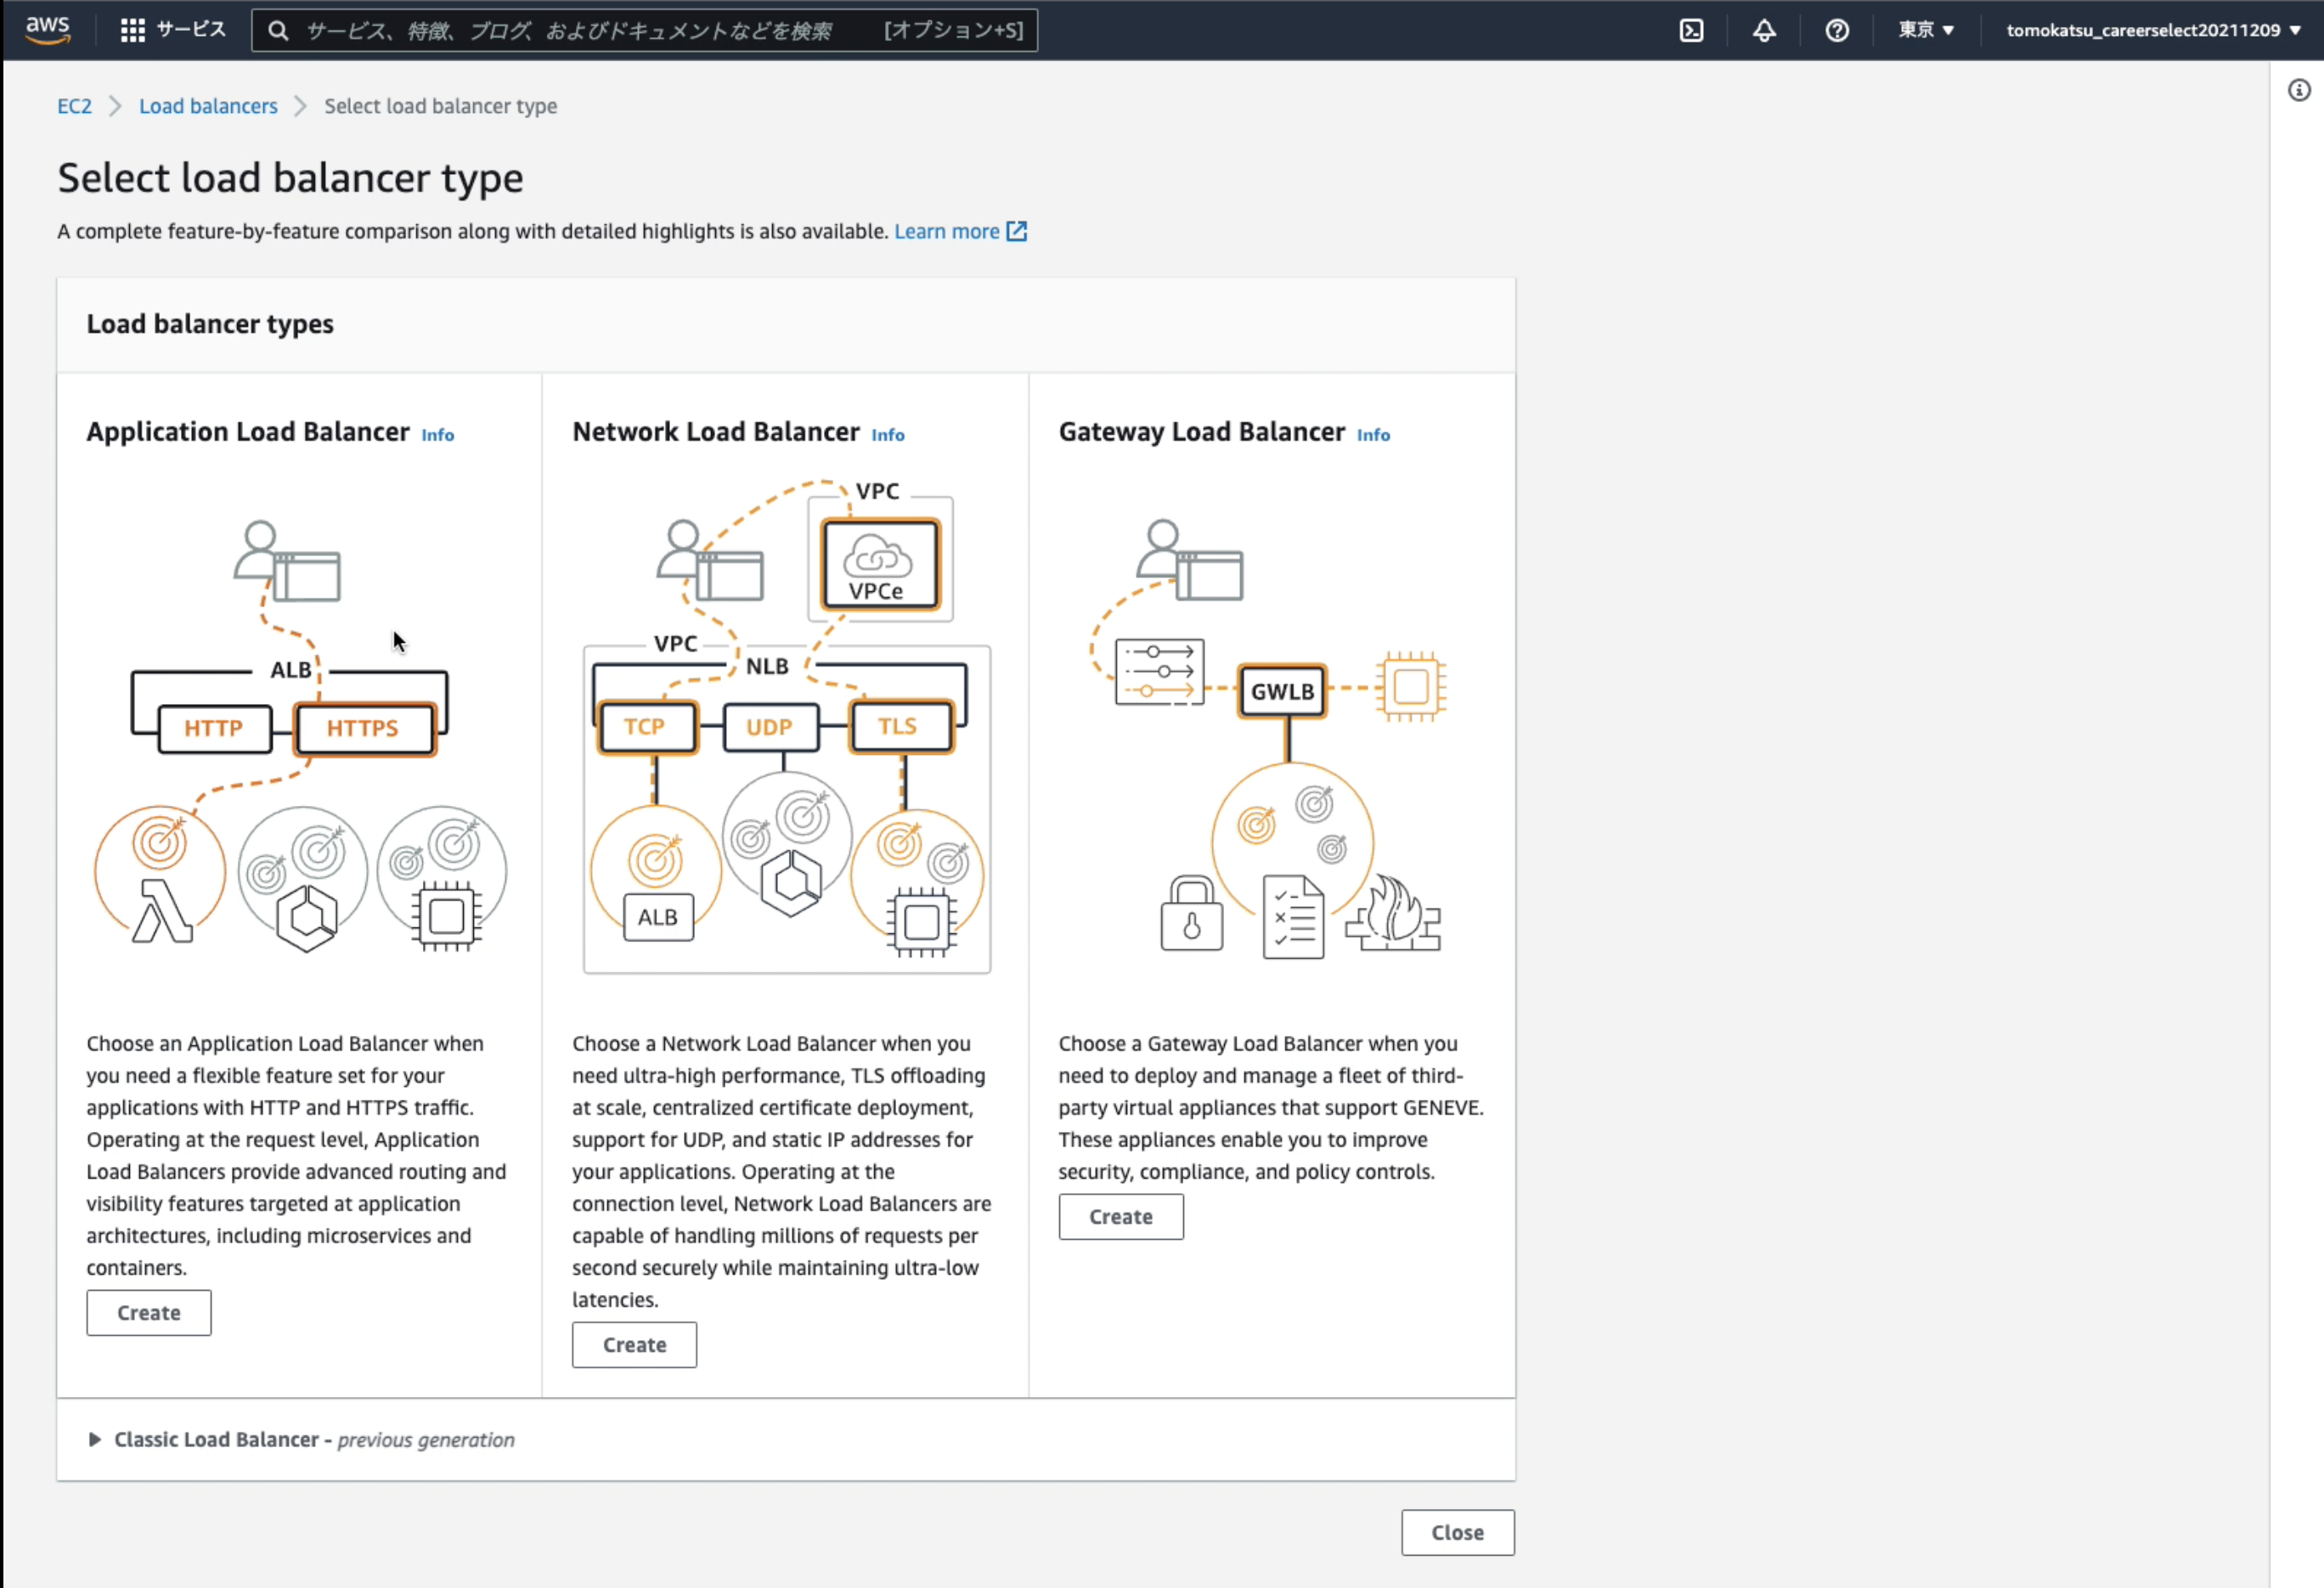 aws
サービス
サービス、特徴、ブログ、およびドキュメントなどを検索 [オプション+S]
東京
tomokatsu_careerselect20211209
EC2 > Load balancers > Select load balancer type
Select load balancer type
A complete feature-by-feature comparison along with detailed highlights is also available. Learn more
Load balancer types
Application Load Balancer Info
ALB
HTTP HTTPS
Choose an Application Load Balancer when
you need a flexible feature set for your
applications with HTTP and HTTPS traffic.
Operating at the request level, Application
Load Balancers provide advanced routing and
visibility features targeted at application
architectures, including microservices and
containers.
Create
Network Load Balancer Info
VPC
VPCe
VPC
NLB
TCP UDP TLS
ALB
Choose a Network Load Balancer when you
need ultra-high performance, TLS offloading
at scale, centralized certificate deployment,
support for UDP, and static IP addresses for
your applications. Operating at the
connection level, Network Load Balancers are
capable of handling millions of requests per
second securely while maintaining ultra-low
latencies.
Create
Gateway Load Balancer Info
GWLB
Choose a Gateway Load Balancer when you
need to deploy and manage a fleet of third-
party virtual appliances that support GENEVE.
These appliances enable you to improve
security, compliance, and policy controls.
Create
Classic Load Balancer - previous generation
Close